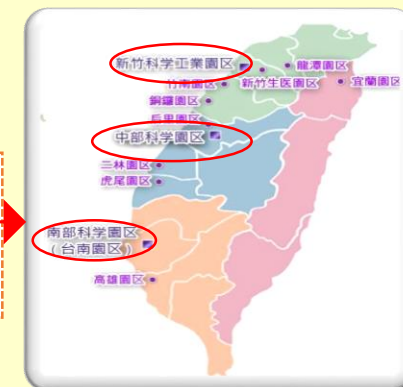 新竹科学工業園区
龍潭園区
竹南園区
新竹生医園区
宜蘭園区
銅鑼園区
后里園区
中部科学園区
二林園区
虎尾園区
南部科学園区
(台南園区)
高雄園区